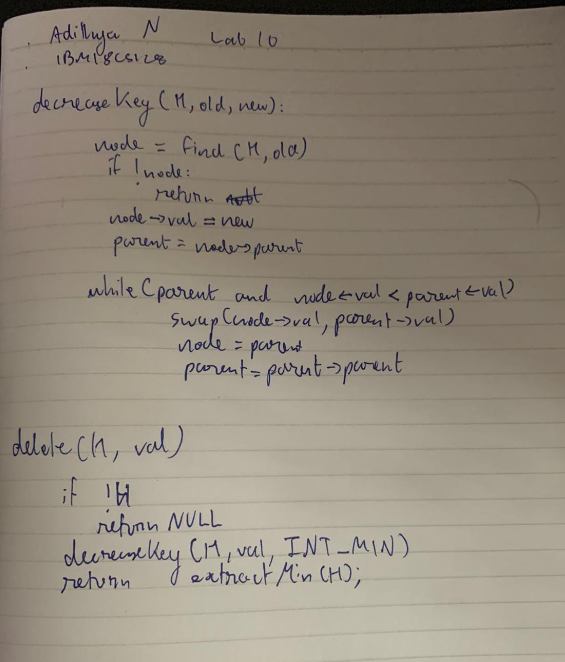 Adithya N Lab 10
1BM18CS128
decreaseKey (H, old, new):
node = find (H, old)
if !node:
return
node->val = new
parent = node->parent
while (parent and node<-val < parent<-val)
swap(node->val, parent->val)
node = parent
parent = parent->parent
delete (H, val)
if !H
return NULL
decreaseKey (H, val, INT_MIN)
return extractMin (H);